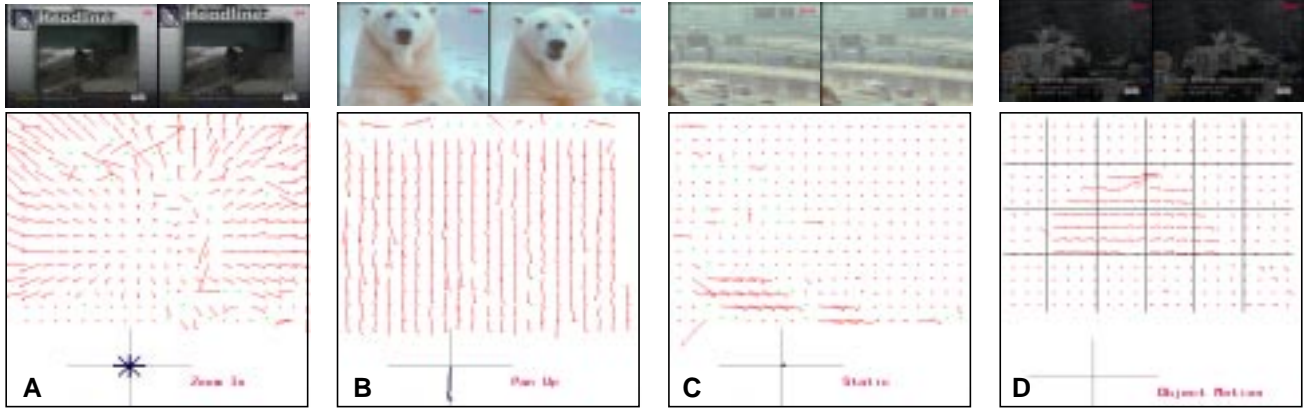 Headliner Headliner
A
Zoom In
B
Pan Up
C
Static
D
Object Motion